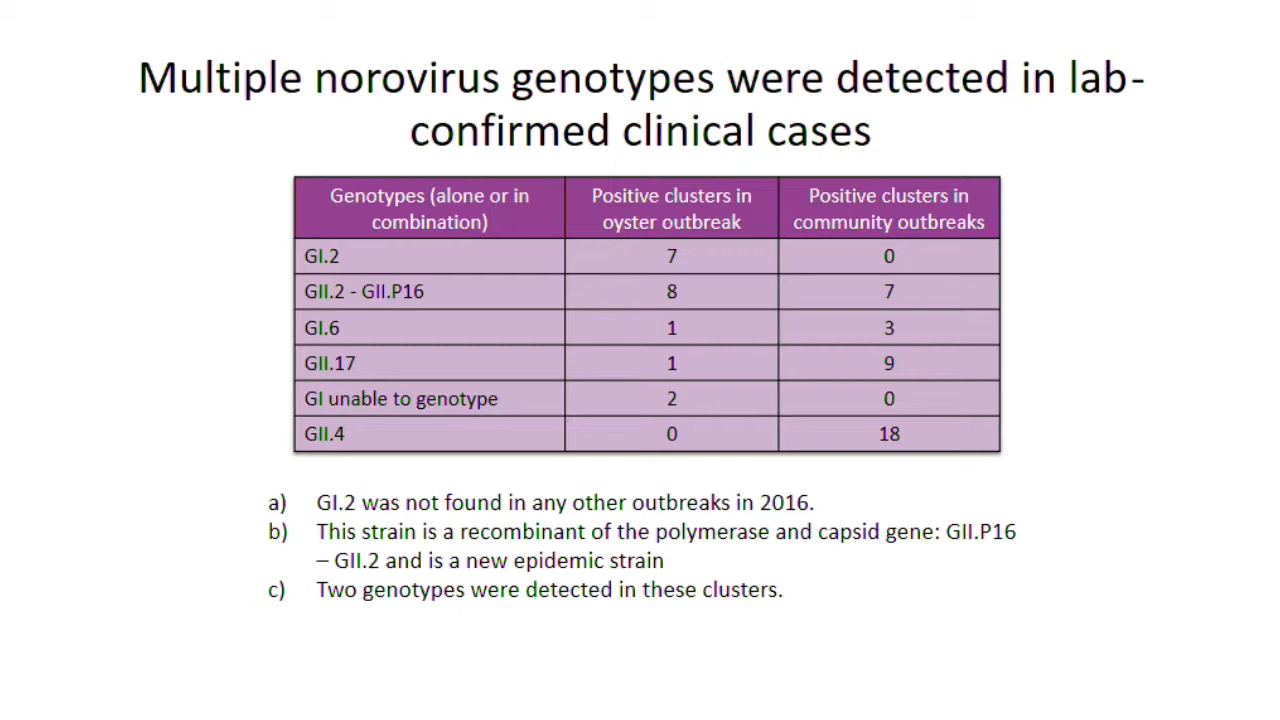 Multiple norovirus genotypes were detected in lab-
confirmed clinical cases
Genotypes (alone or in combination) Positive clusters in oyster outbreak Positive clusters in community outbreaks
GI.2 7 0
GII.2 - GII.P16 8 7
GI.6 1 3
GII.17 1 9
GI unable to genotype 2 0
GII.4 0 18
a) GI.2 was not found in any other outbreaks in 2016.
b) This strain is a recombinant of the polymerase and capsid gene: GII.P16
– GII.2 and is a new epidemic strain
c) Two genotypes were detected in these clusters.